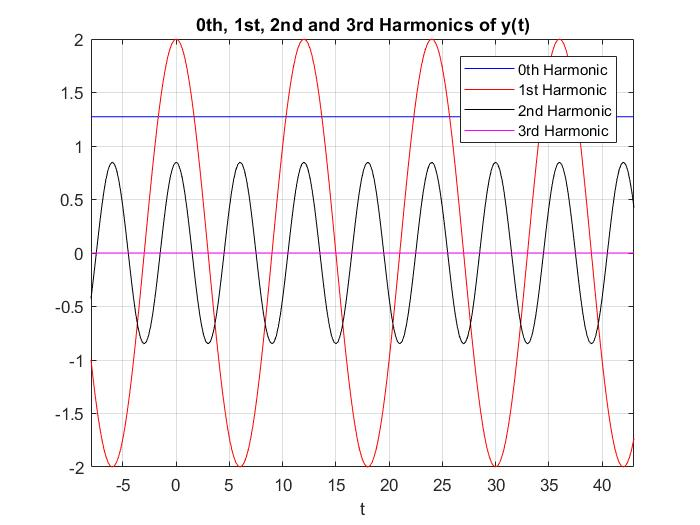 0th, 1st, 2nd and 3rd Harmonics of y(t)
2
1.5
1
0.5
0
-0.5
-1
-1.5
-2
0th Harmonic
1st Harmonic
2nd Harmonic
3rd Harmonic
-5 0 5 10 15 20 25 30 35 40
t